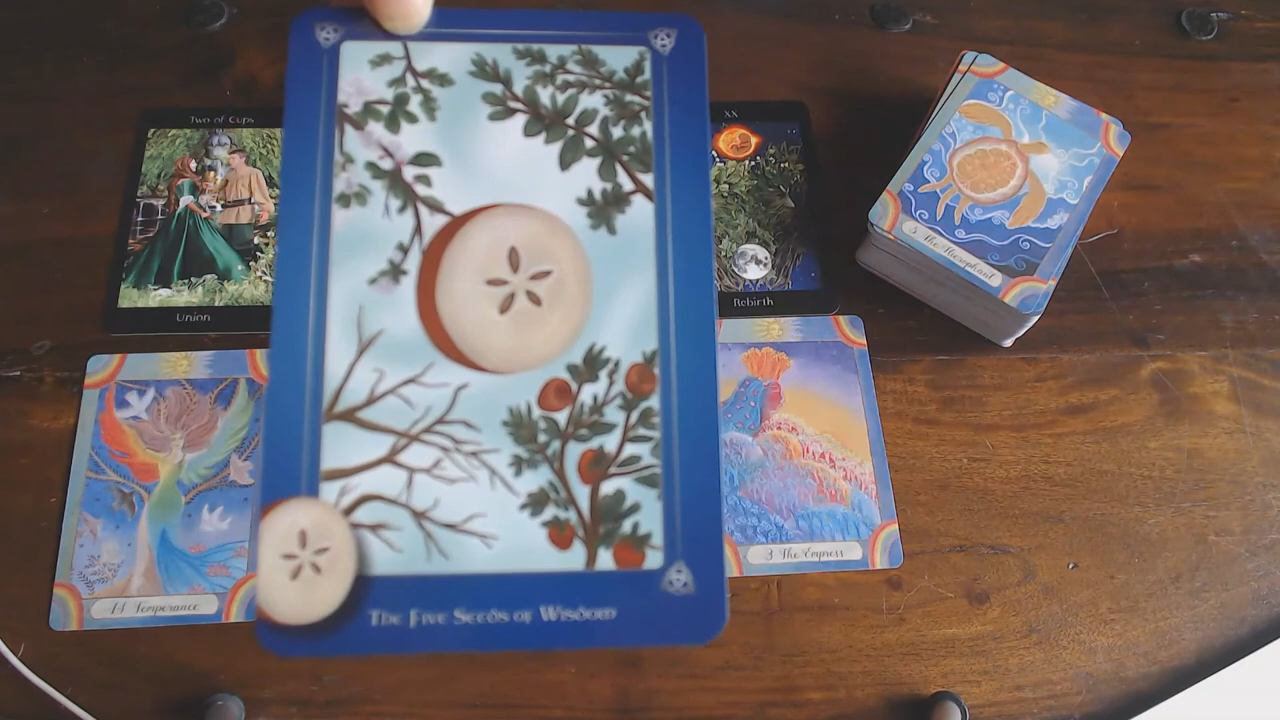 Two of Cups
Union
XX
Rebirth
5 The Hierophant
14 Temperance
3 The Empress
The Five Seeds of Wisdom